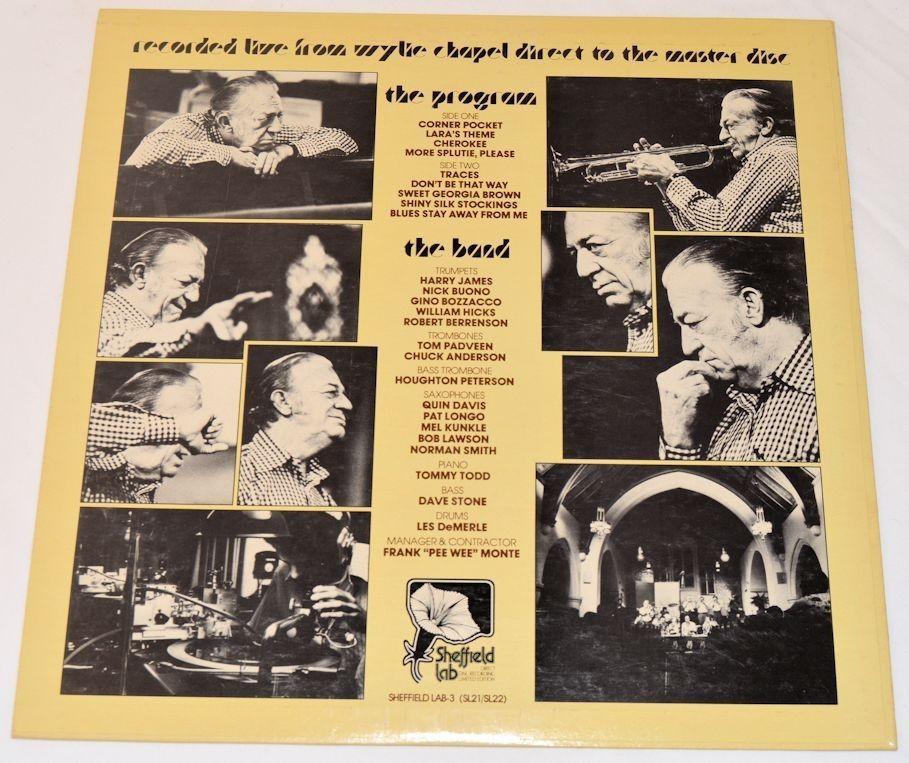 recorded live from wylie chapel direct to the master disc
the program
SIDE ONE
CORNER POCKET
LARA'S THEME
CHEROKEE
MORE SPLUTIE, PLEASE
SIDE TWO
TRACES
DON'T BE THAT WAY
SWEET GEORGIA BROWN
SHINY SILK STOCKINGS
BLUES STAY AWAY FROM ME
the band
TRUMPETS
HARRY JAMES
NICK BUONO
GINO BOZZACCO
WILLIAM HICKS
ROBERT BERRENSON
TROMBONES
TOM PADVEEN
CHUCK ANDERSON
BASS TROMBONE
HOUGHTON PETERSON
SAXOPHONES
QUIN DAVIS
PAT LONGO
MEL KUNKLE
BOB LAWSON
NORMAN SMITH
PIANO
TOMMY TODD
BASS
DAVE STONE
DRUMS
LES DeMERLE
MANAGER & CONTRACTOR
FRANK "PEE WEE" MONTE
Sheffield
lab
DIRECT
DISC RECORDING
LIMITED EDITION
SHEFFIELD LAB-3 (SL21/SL22)